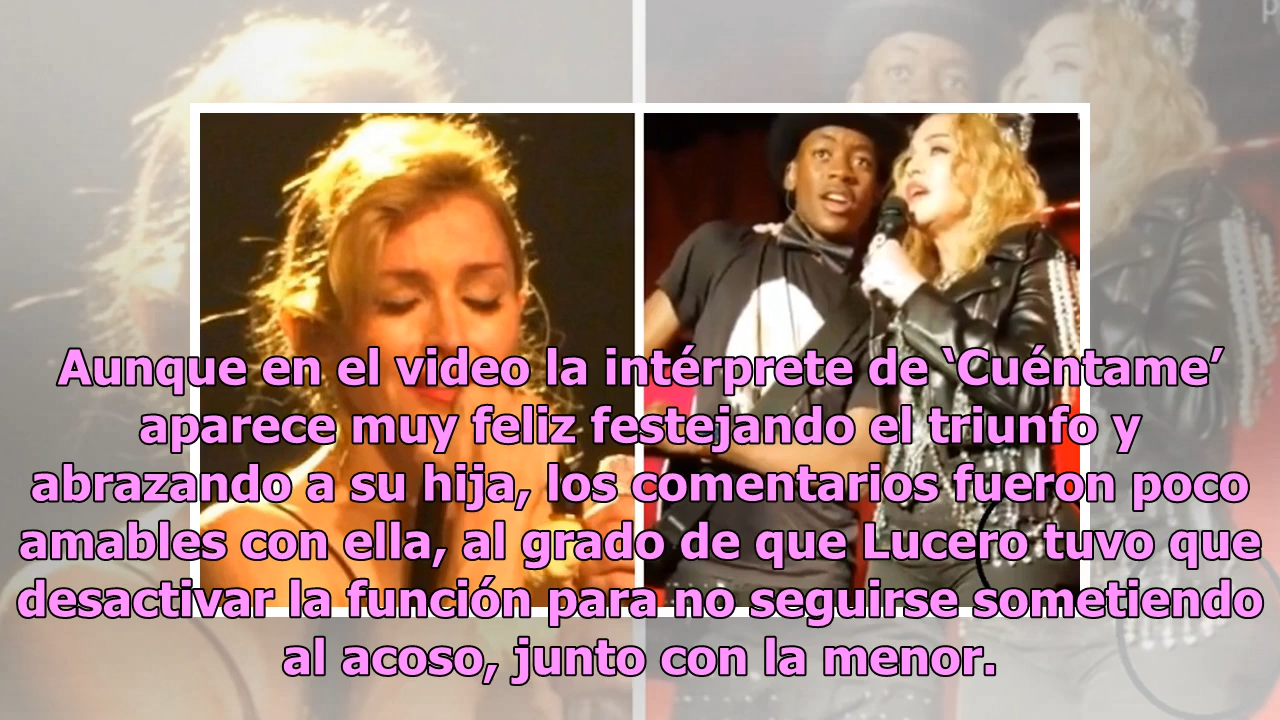 p
Aunque en el video la intérprete de ‘Cuéntame’
aparece muy feliz festejando el triunfo y
abrazando a su hija, los comentarios fueron poco
amables con ella, al grado de que Lucero tuvo que
desactivar la función para no seguirse sometiendo
al acoso, junto con la menor.